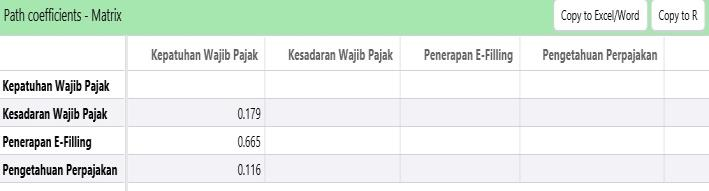 Path coefficients - Matrix Copy to Excel/Word Copy to R
Kepatuhan Wajib Pajak Kesadaran Wajib Pajak Penerapan E-Filling Pengetahuan Perpajakan
Kepatuhan Wajib Pajak
Kesadaran Wajib Pajak 0.179
Penerapan E-Filling 0.665
Pengetahuan Perpajakan 0.116